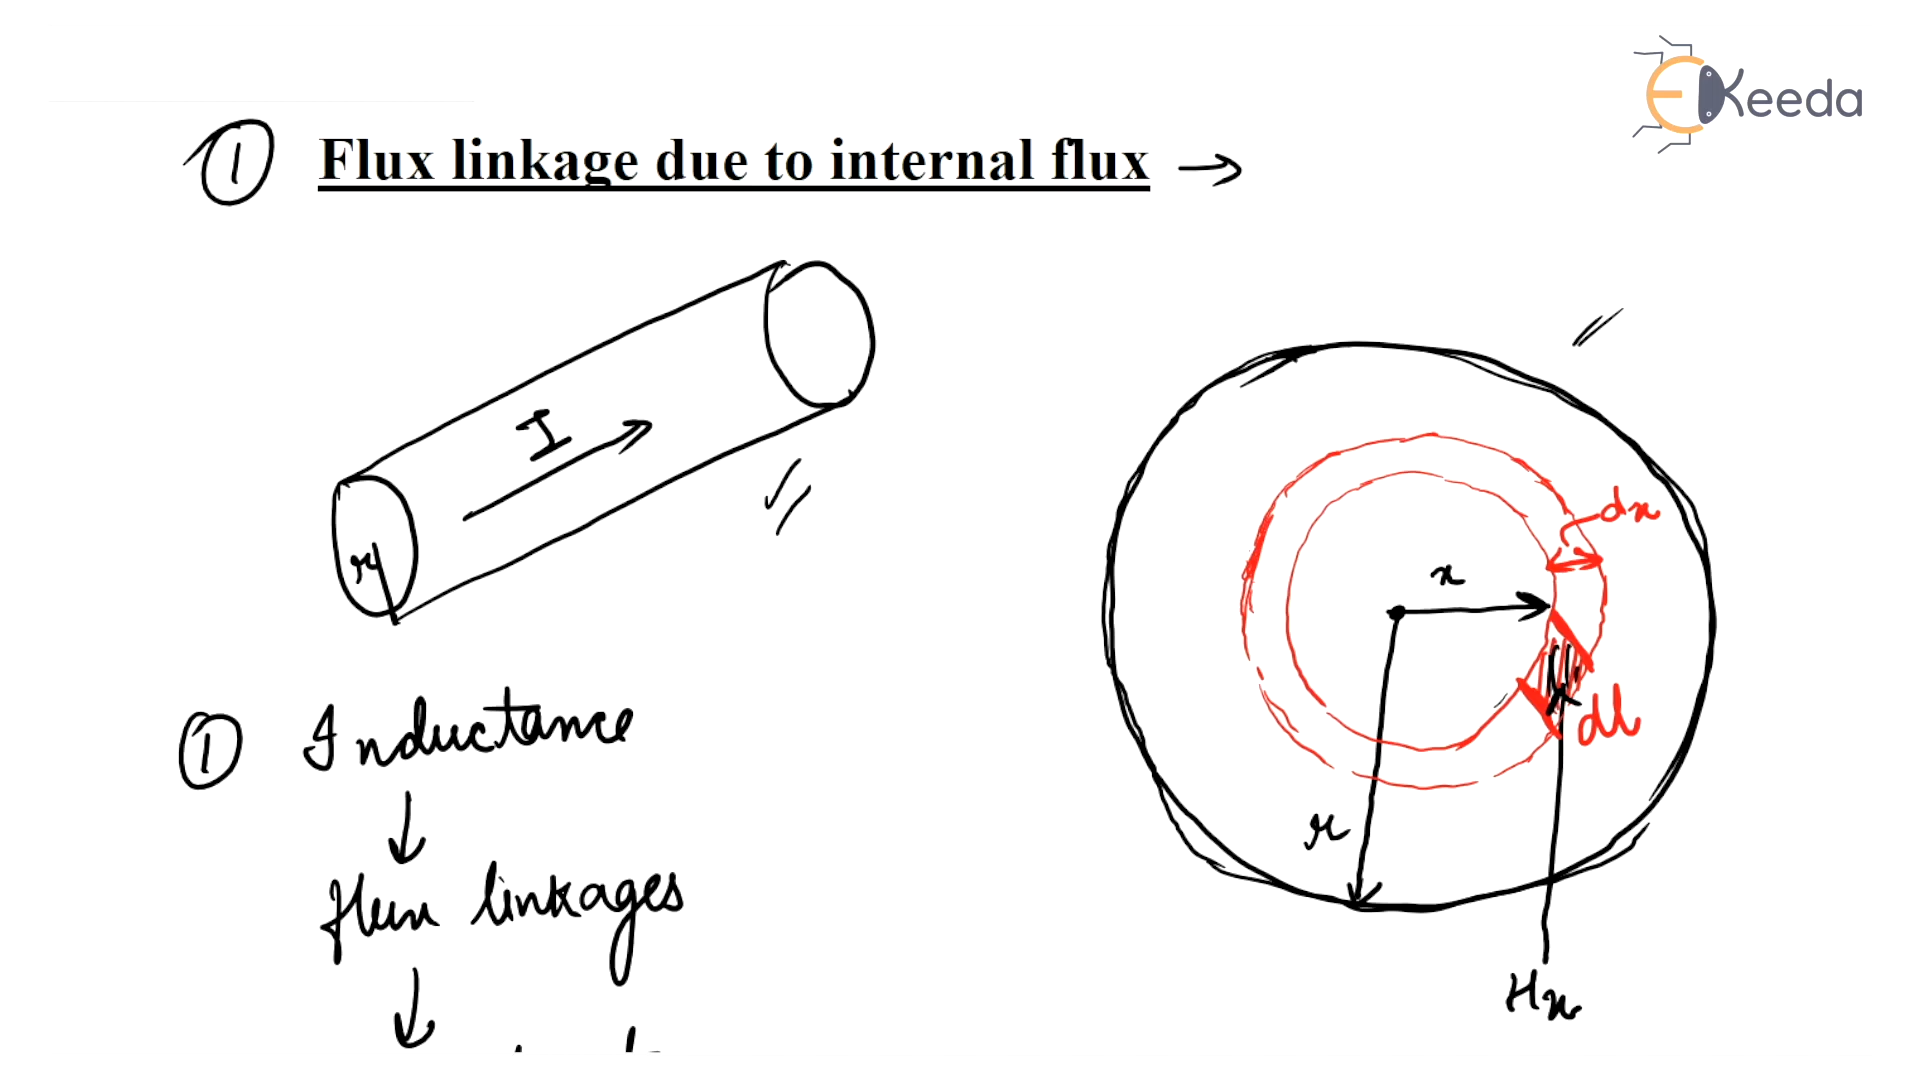 EKeeda
① Flux linkage due to internal flux →
I
r
dx
x
dl
r
Hx
① Inductance
↓
flux linkages
↓